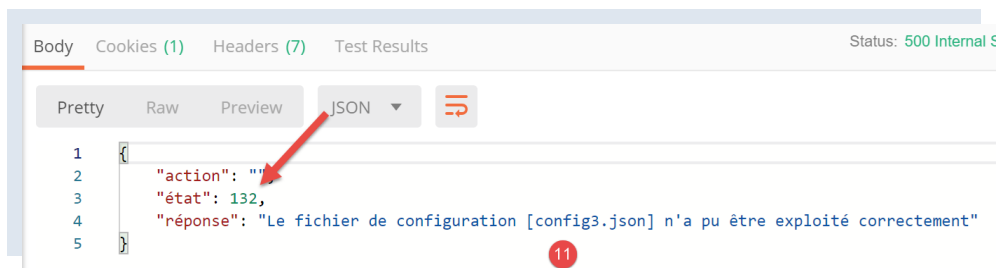 Body Cookies (1) Headers (7) Test Results Status: 500 Internal S
Pretty Raw Preview JSON
1 {
2 "action": "",
3 "état": 132,
4 "réponse": "Le fichier de configuration [config3.json] n'a pu être exploité correctement"
5 }
11